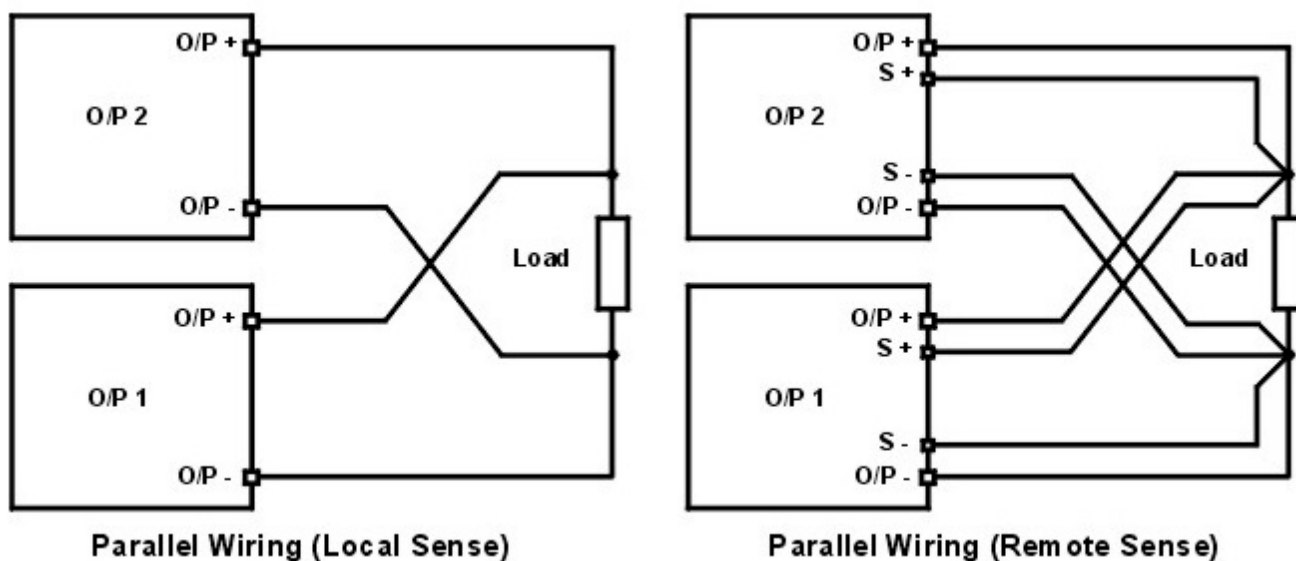 O/P +
O/P 2
O/P -
O/P +
O/P 1
O/P -
Load
Parallel Wiring (Local Sense)
O/P +
S +
O/P 2
S -
O/P -
O/P +
S +
O/P 1
S -
O/P -
Load
Parallel Wiring (Remote Sense)